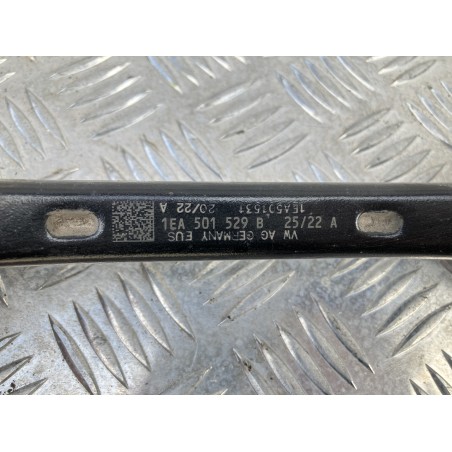 1EA501531 20/22 A
1EA 501 529 B 25/22 A
VW AG GERMANY EUS